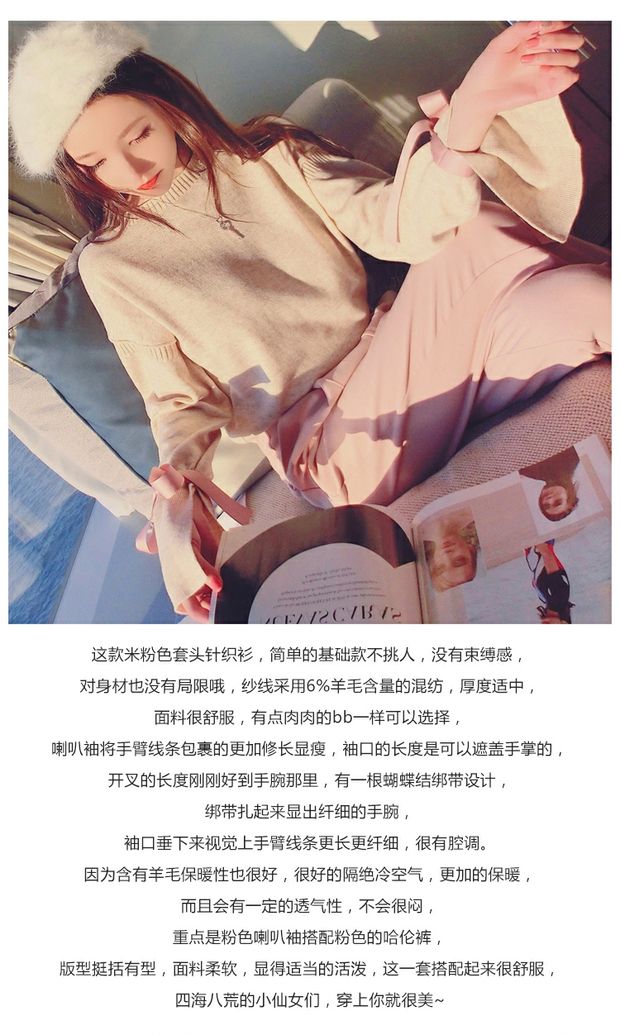 这款米粉色套头针织衫，简单的基础款不挑人，没有束缚感，
对身材也没有局限哦，纱线采用6%羊毛含量的混纺，厚度适中，
面料很舒服，有点肉肉的bb一样可以选择，
喇叭袖将手臂线条包裹的更加修长显瘦，袖口的长度是可以遮盖手掌的，
开叉的长度刚刚好到手腕那里，有一根蝴蝶结绑带设计，
绑带扎起来显出纤细的手腕，
袖口垂下来视觉上手臂线条更长更纤细，很有腔调。
因为含有羊毛保暖性也很好，很好的隔绝冷空气，更加的保暖，
而且会有一定的透气性，不会很闷，
重点是粉色喇叭袖搭配粉色的哈伦裤，
版型挺括有型，面料柔软，显得适当的活泼，这一套搭配起来很舒服，
四海八荒的小仙女们，穿上你就很美~